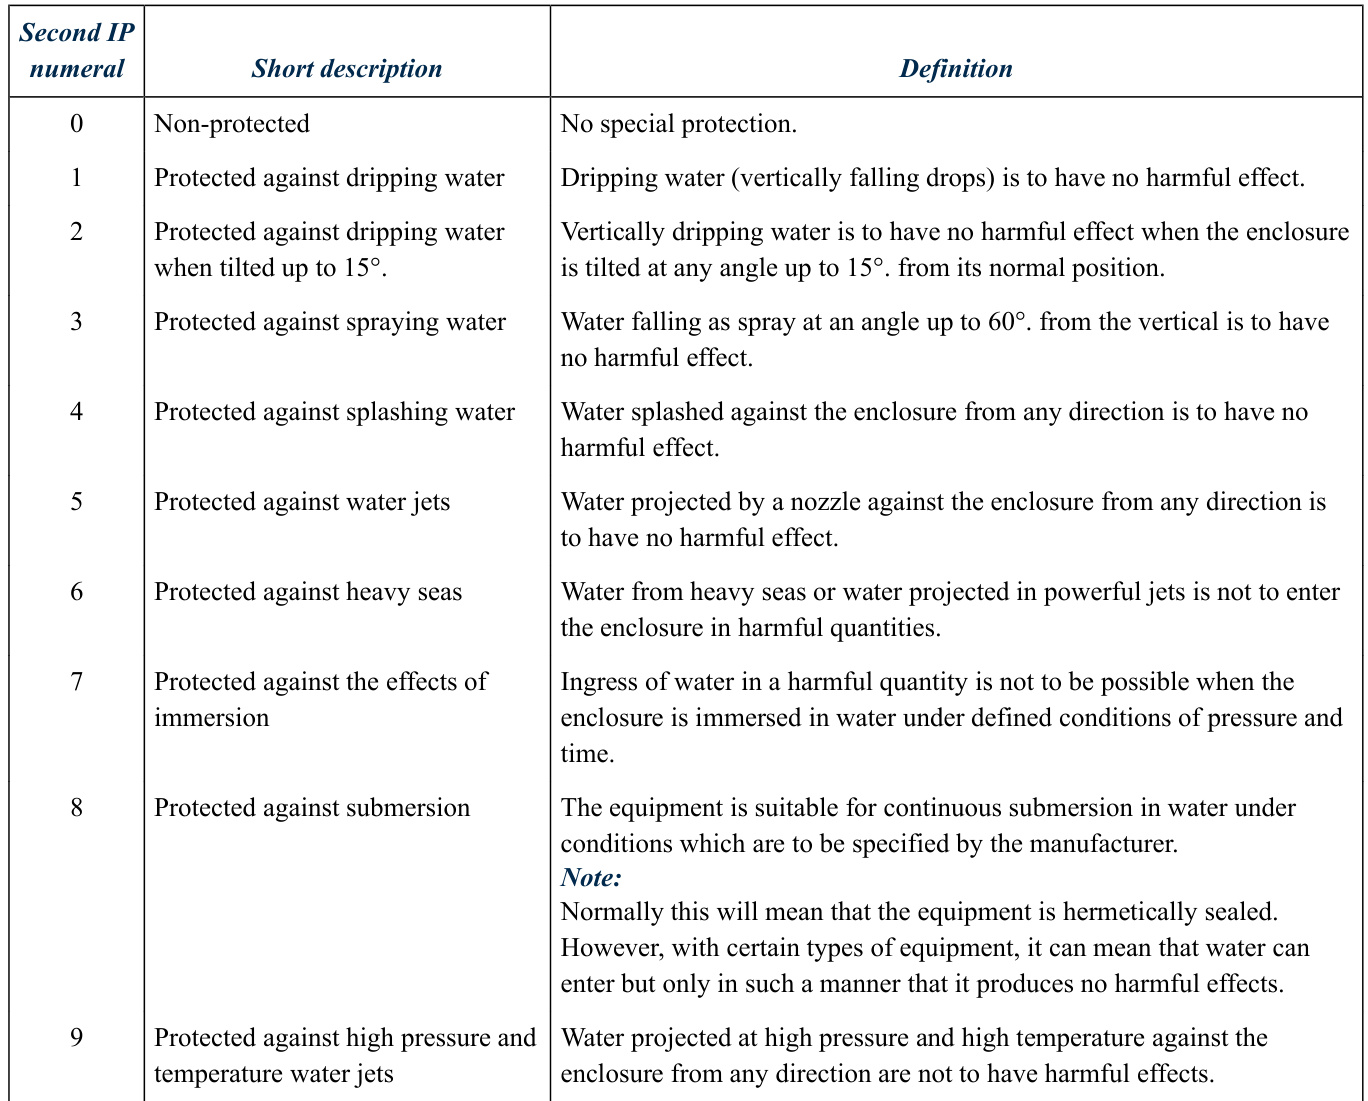 Second IP
numeral
Short description
Definition
0
Non-protected
No special protection.
1
Protected against dripping water
Dripping water (vertically falling drops) is to have no harmful effect.
2
Protected against dripping water
when tilted up to 15°.
Vertically dripping water is to have no harmful effect when the enclosure
is tilted at any angle up to 15°. from its normal position.
3
Protected against spraying water
Water falling as spray at an angle up to 60°. from the vertical is to have
no harmful effect.
4
Protected against splashing water
Water splashed against the enclosure from any direction is to have no
harmful effect.
5
Protected against water jets
Water projected by a nozzle against the enclosure from any direction is
to have no harmful effect.
6
Protected against heavy seas
Water from heavy seas or water projected in powerful jets is not to enter
the enclosure in harmful quantities.
7
Protected against the effects of
immersion
Ingress of water in a harmful quantity is not to be possible when the
enclosure is immersed in water under defined conditions of pressure and
time.
8
Protected against submersion
The equipment is suitable for continuous submersion in water under
conditions which are to be specified by the manufacturer.
Note:
Normally this will mean that the equipment is hermetically sealed.
However, with certain types of equipment, it can mean that water can
enter but only in such a manner that it produces no harmful effects.
9
Protected against high pressure and
temperature water jets
Water projected at high pressure and high temperature against the
enclosure from any direction are not to have harmful effects.